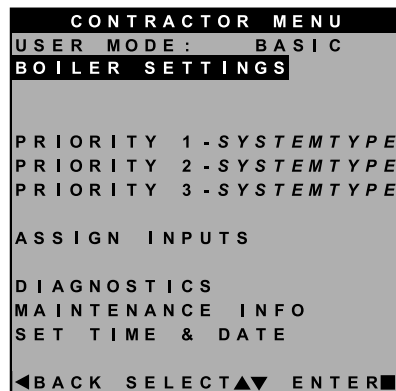 CONTRACTOR MENU
USER MODE: BASIC
BOILER SETTINGS
PRIORITY 1-SYSTEMTYPE
PRIORITY 2-SYSTEMTYPE
PRIORITY 3-SYSTEMTYPE
ASSIGN INPUTS
DIAGNOSTICS
MAINTENANCE INFO
SET TIME & DATE
◀BACK SELECT▲▼ ENTER■